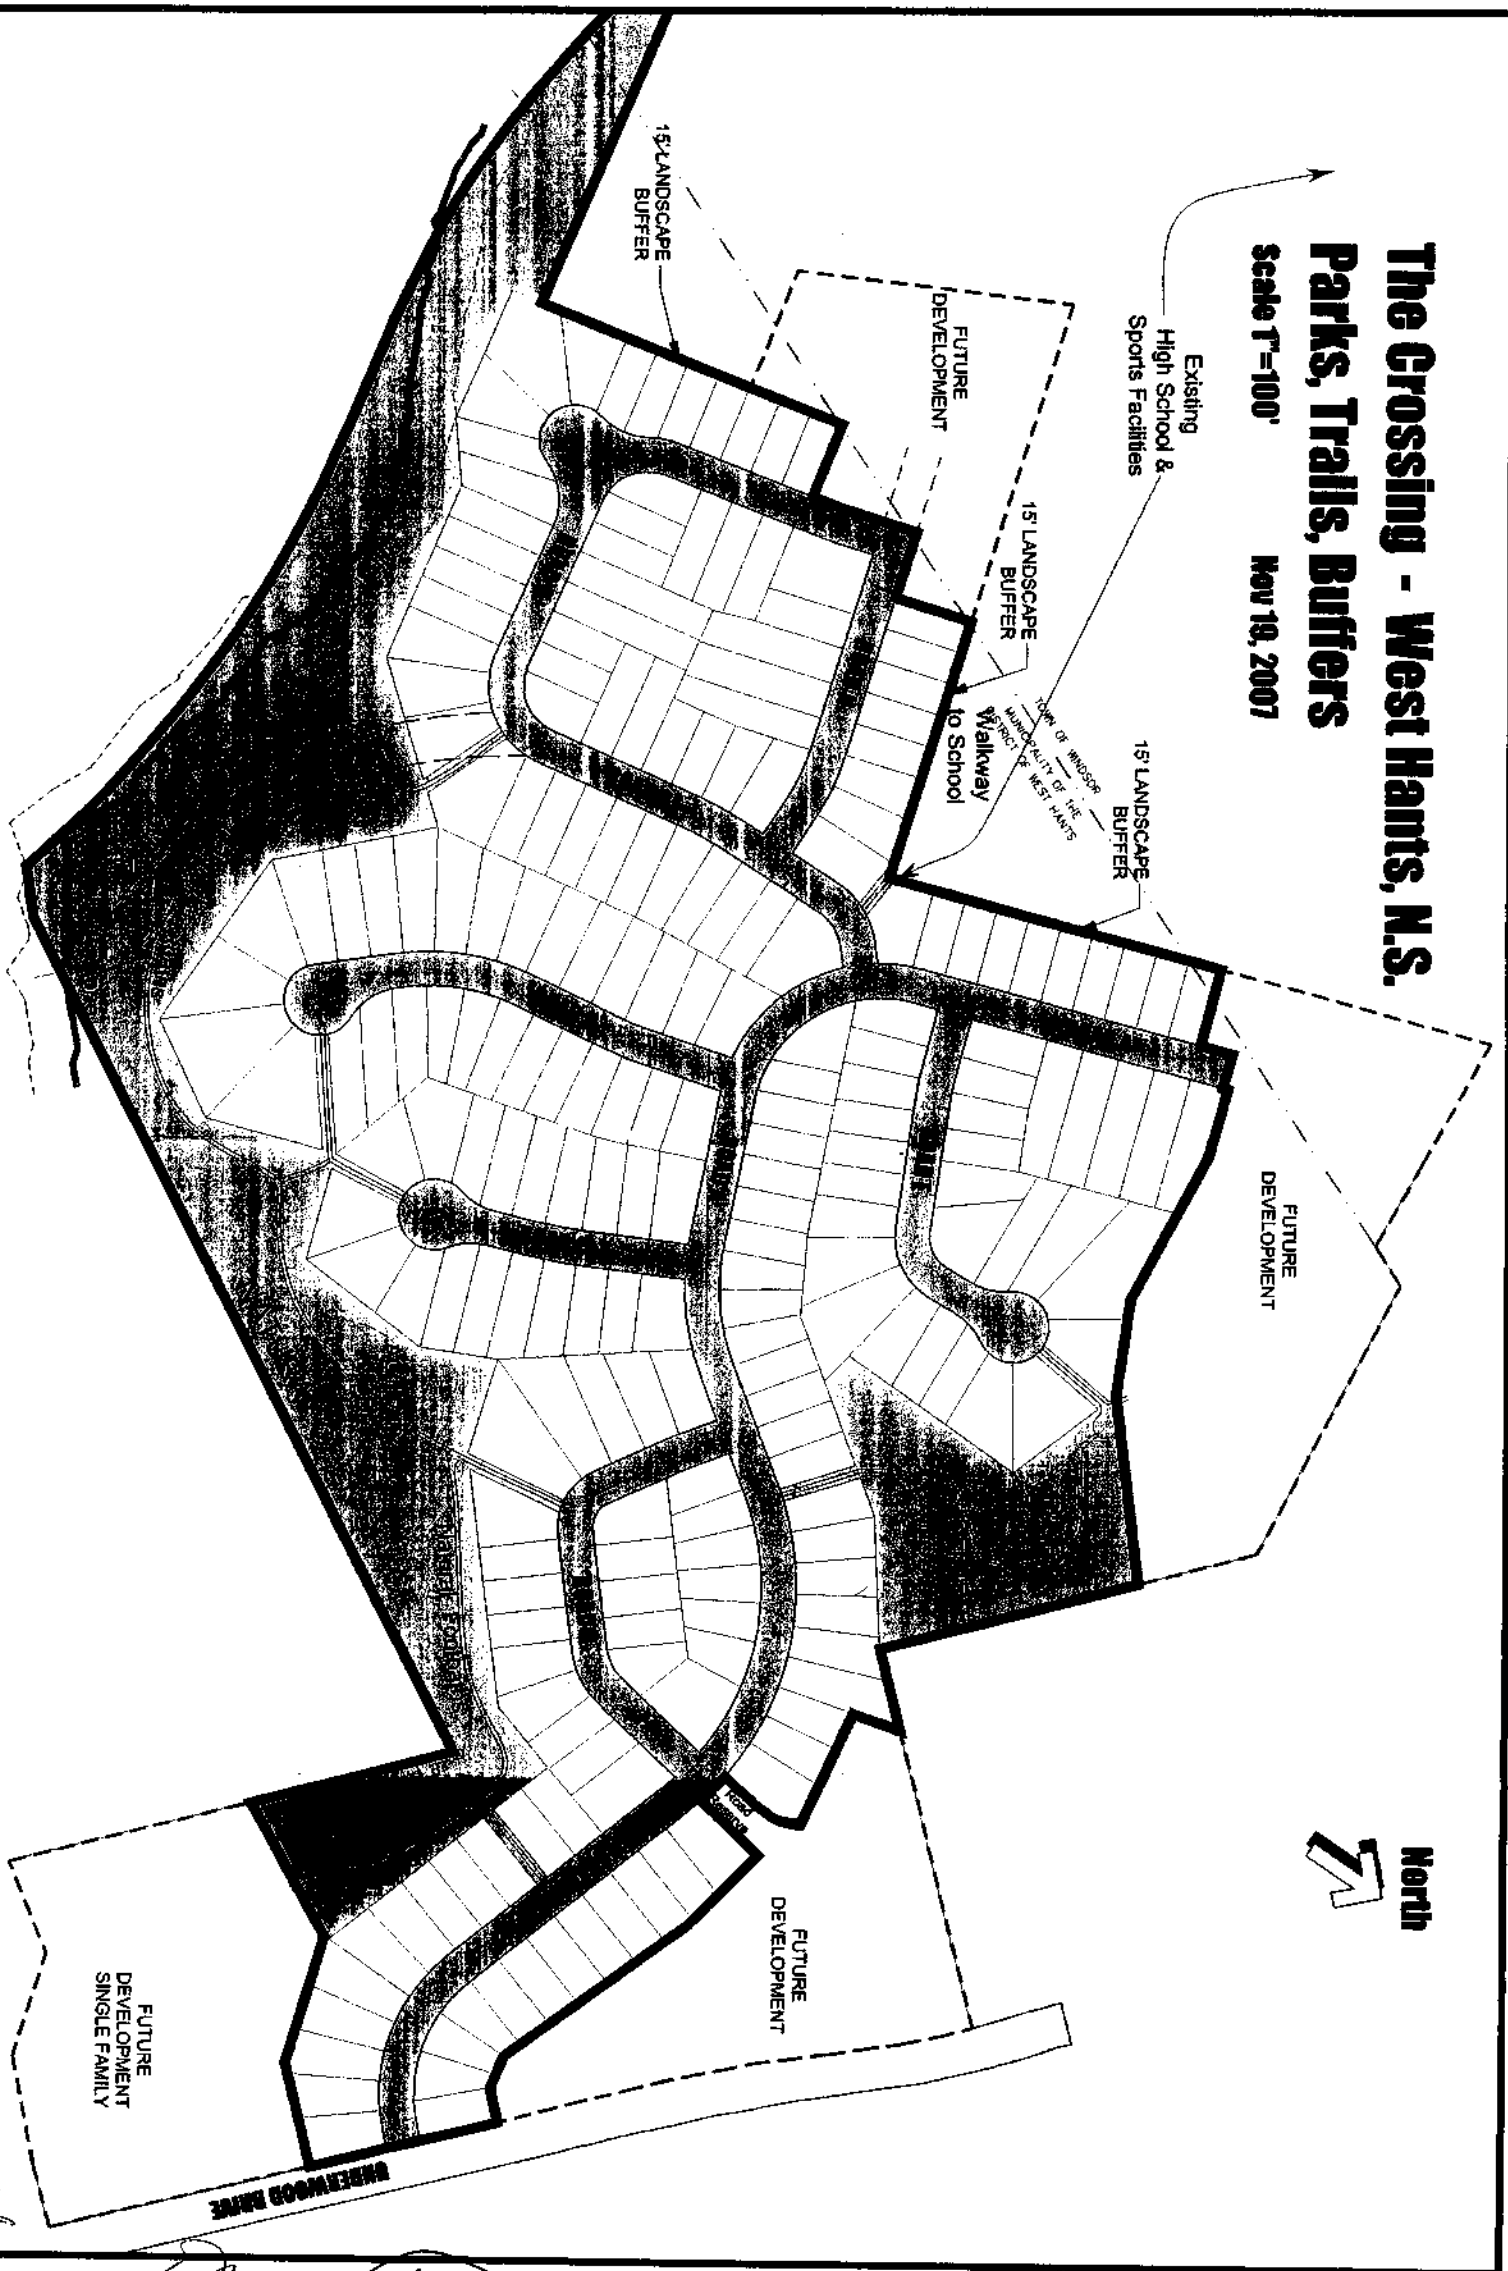 The Crossing - West Hants, N.S.
Parks, Trails, Buffers
Scale 1"=100' Nov 19, 2007
North
Existing
High School &
Sports Facilities
15' LANDSCAPE
BUFFER
FUTURE
DEVELOPMENT
15' LANDSCAPE
BUFFER
TOWN OF WINDSOR
MUNICIPALITY OF THE
DISTRICT OF WEST HANTS
Walkway
to School
15' LANDSCAPE
BUFFER
FUTURE
DEVELOPMENT
Road
Reserve
FUTURE
DEVELOPMENT
FUTURE
DEVELOPMENT
SINGLE FAMILY
UNDERWOOD DRIVE